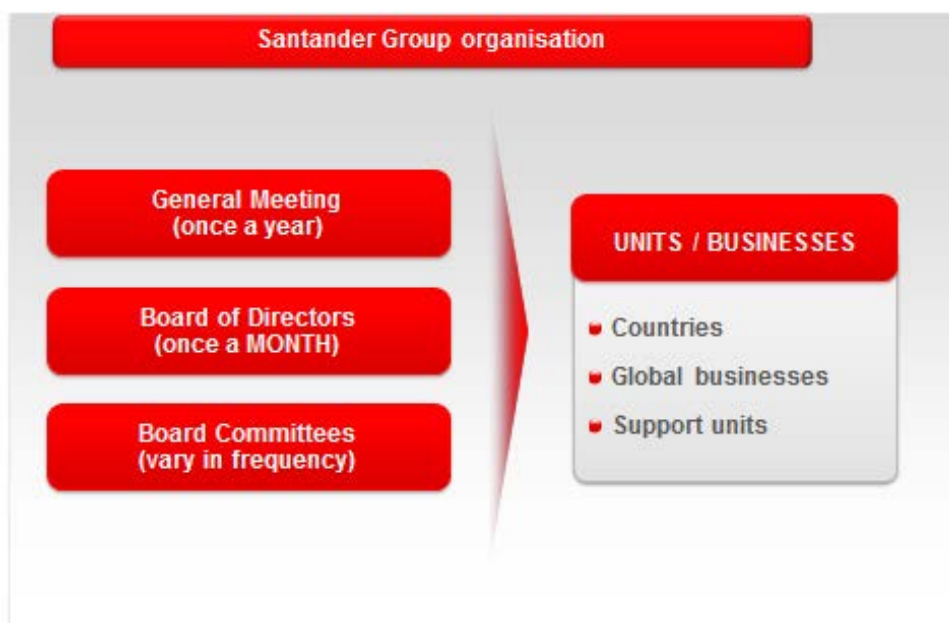 Santander Group organisation
General Meeting
(once a year)
Board of Directors
(once a MONTH)
Board Committees
(vary in frequency)
UNITS / BUSINESSES
Countries
Global businesses
Support units